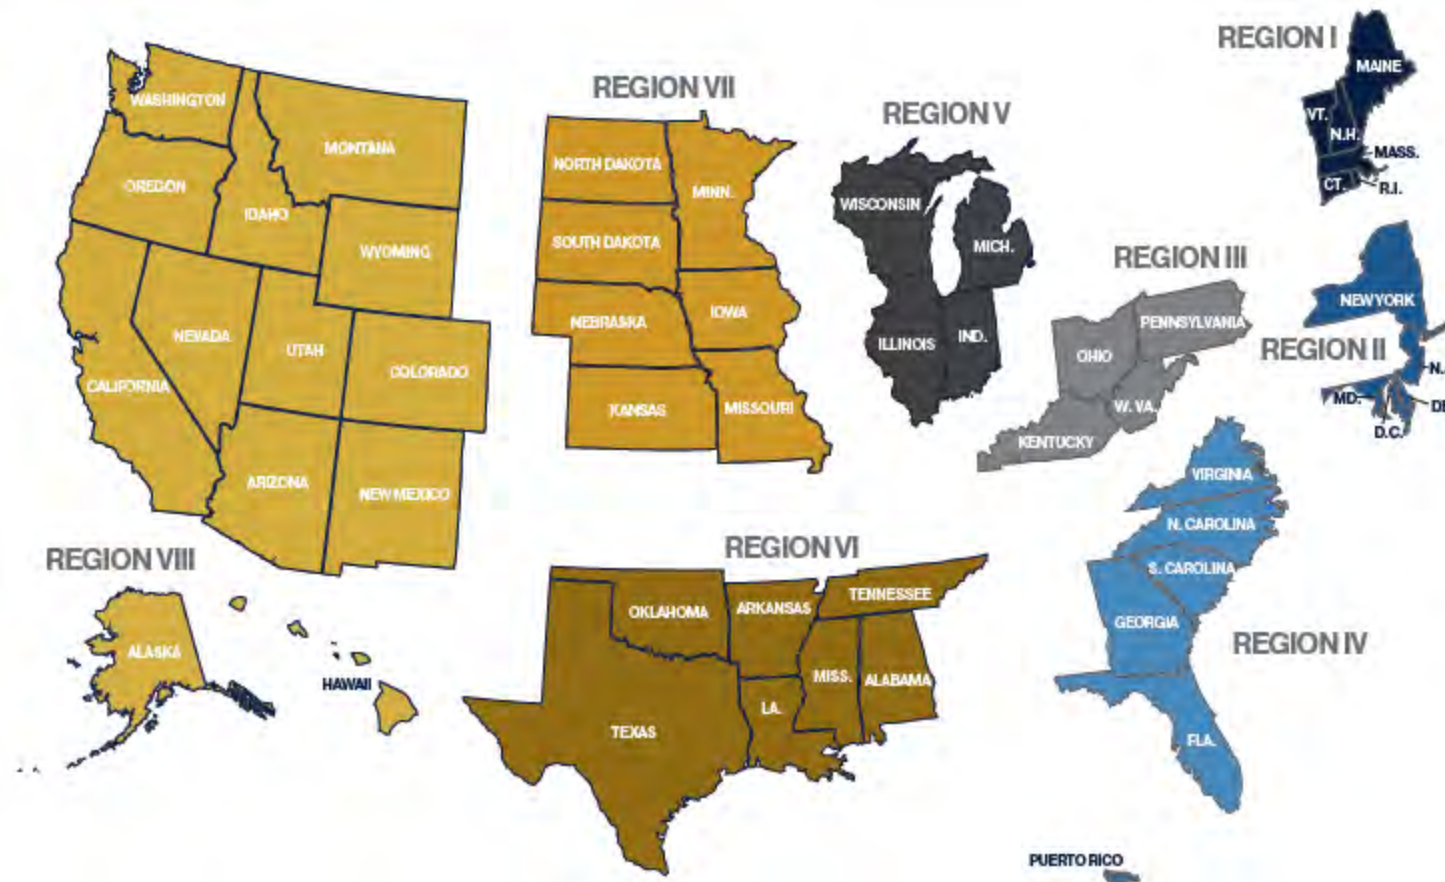 REGION I
MAINE
VT.
N.H.
MASS.
CT.
R.I.
REGION VII
REGION V
WASHINGTON
MONTANA
OREGON
IDAHO
WYOMING
NEVADA
UTAH
COLORADO
CALIFORNIA
ARIZONA
NEW MEXICO
REGION VIII
ALASKA
HAWAII
NORTH DAKOTA
MINN.
SOUTH DAKOTA
NEBRASKA
IOWA
KANSAS
MISSOURI
WISCONSIN
MICH.
ILLINOIS
IND.
REGION III
PENNSYLVANIA
OHIO
W. VA.
KENTUCKY
NEW YORK
REGION II
MD.
D.C.
VIRGINIA
N. CAROLINA
S. CAROLINA
GEORGIA
REGION IV
FLA.
REGION VI
OKLAHOMA
ARKANSAS
TENNESSEE
MISS.
ALABAMA
LA.
TEXAS
PUERTO RICO